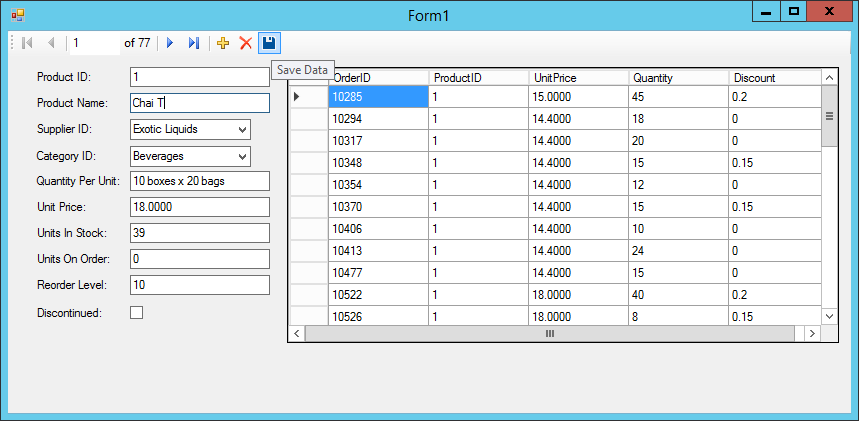 Form1
1 of 77
Save Data
Product ID: 1
Product Name: Chai T
Supplier ID: Exotic Liquids
Category ID: Beverages
Quantity Per Unit: 10 boxes x 20 bags
Unit Price: 18.0000
Units In Stock: 39
Units On Order: 0
Reorder Level: 10
Discontinued:
OrderID ProductID UnitPrice Quantity Discount
10285 1 15.0000 45 0.2
10294 1 14.4000 18 0
10317 1 14.4000 20 0
10348 1 14.4000 15 0.15
10354 1 14.4000 12 0
10370 1 14.4000 15 0.15
10406 1 14.4000 10 0
10413 1 14.4000 24 0
10477 1 14.4000 15 0
10522 1 18.0000 40 0.2
10526 1 18.0000 8 0.15